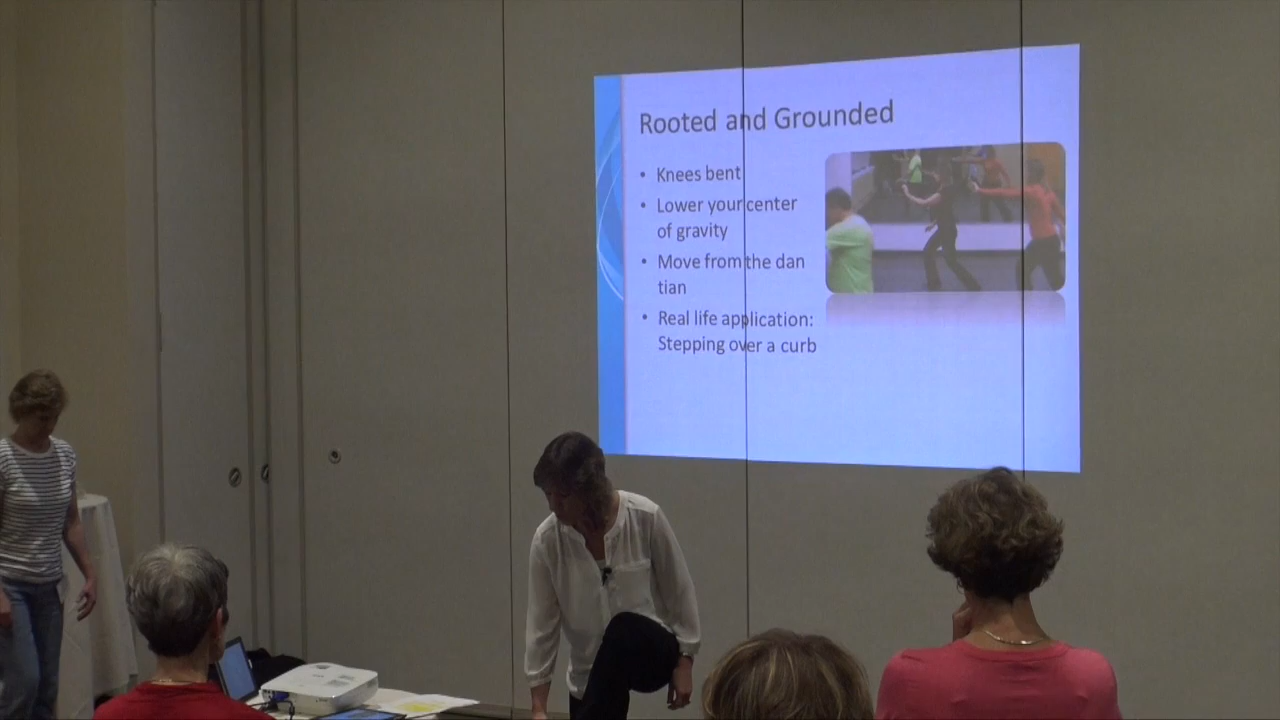 Rooted and Grounded
• Knees bent
• Lower your center
of gravity
• Move from the dan
tian
• Real life application:
Stepping over a curb